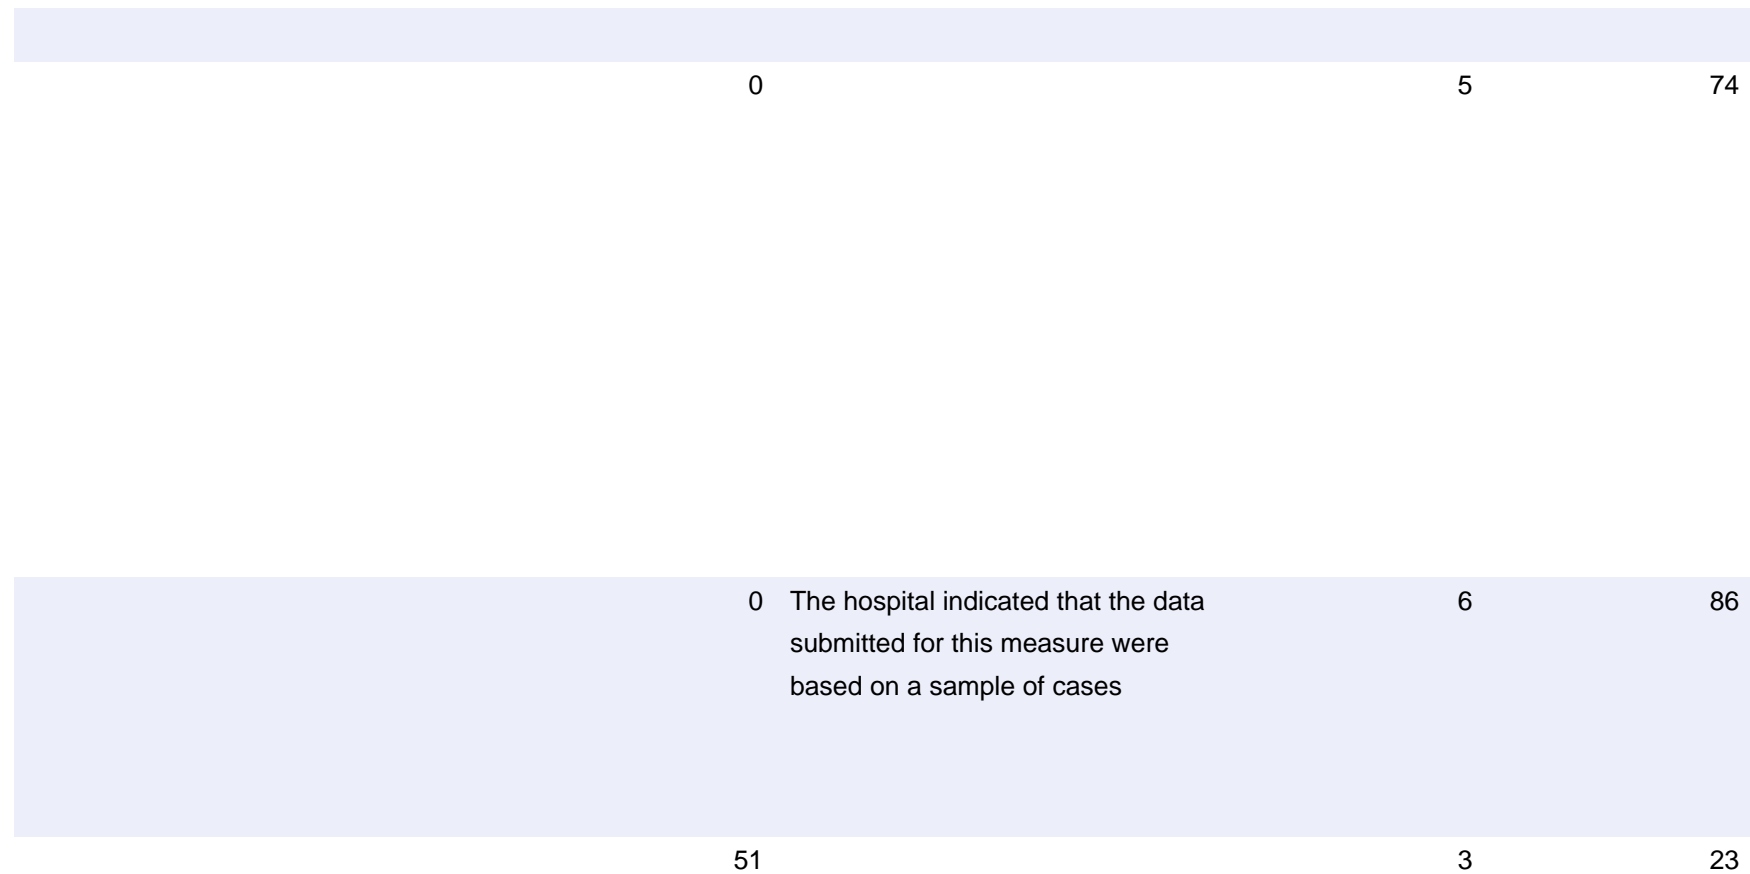 0 5 74
0 The hospital indicated that the data 6 86
submitted for this measure were
based on a sample of cases
51 3 23